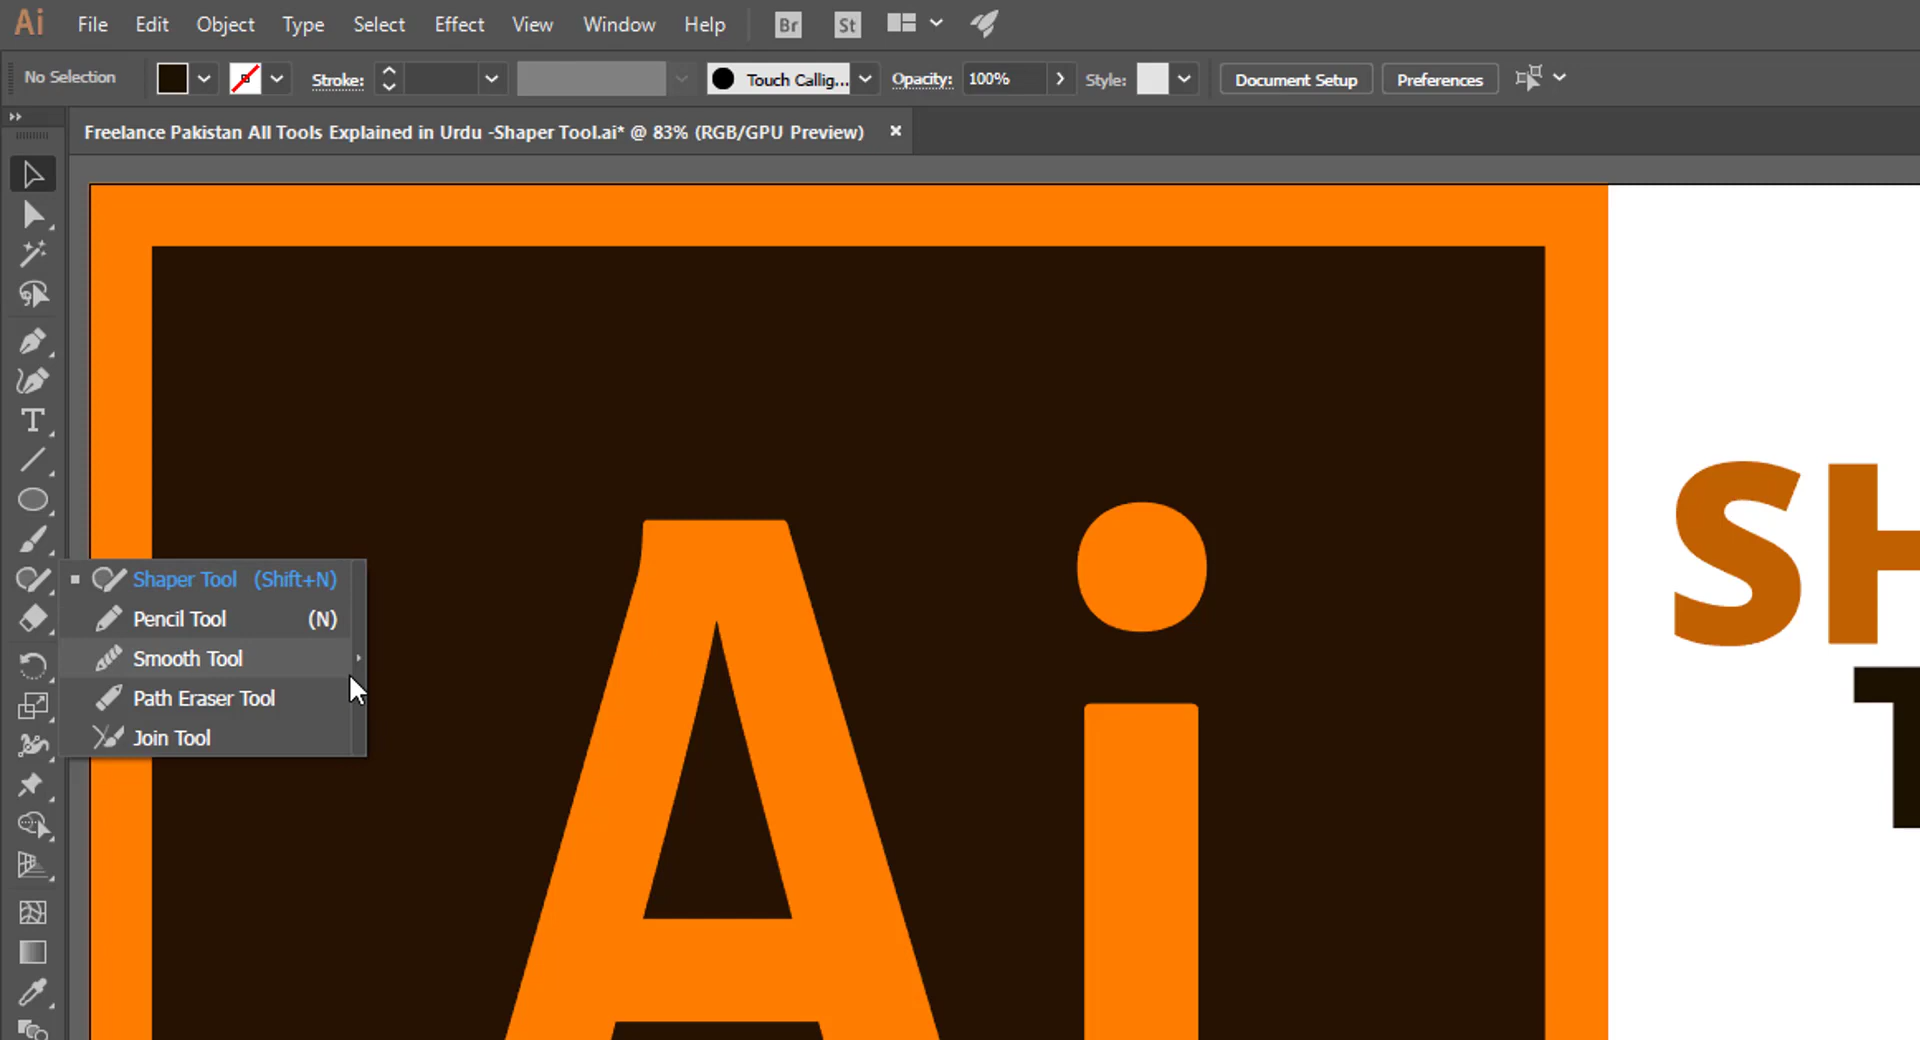 Ai File Edit Object Type Select Effect View Window Help Br St
No Selection Stroke: Touch Callig... Opacity: 100% Style: Document Setup Preferences
Freelance Pakistan All Tools Explained in Urdu -Shaper Tool.ai* @ 83% (RGB/GPU Preview) ×
Shaper Tool (Shift+N)
Pencil Tool (N)
Smooth Tool
Path Eraser Tool
Join Tool
Ai
SH
T